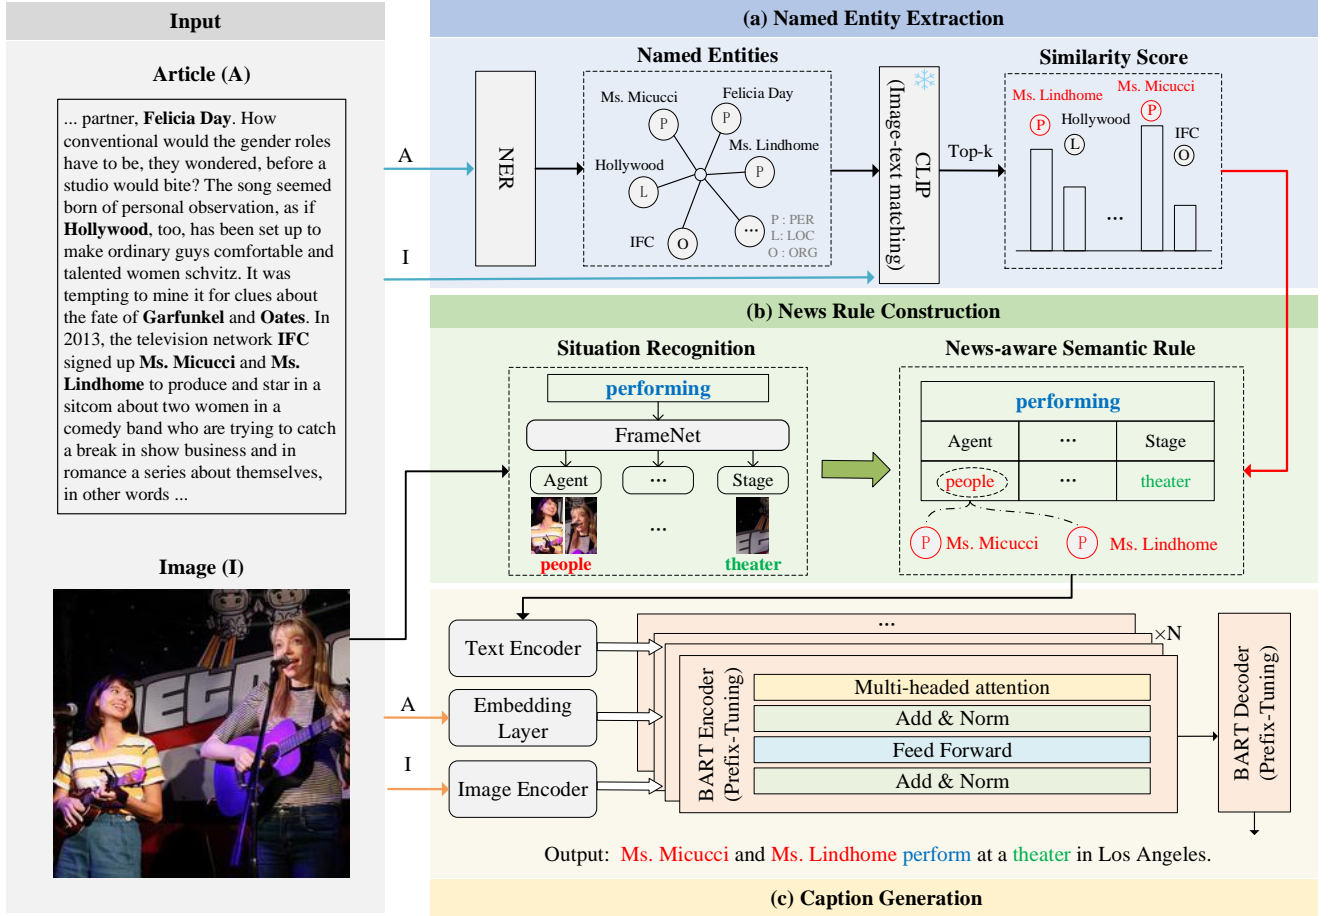 Input
Article (A)
... partner, Felicia Day. How
conventional would the gender roles
have to be, they wondered, before a
studio would bite? The song seemed
born of personal observation, as if
Hollywood, too, has been set up to
make ordinary guys comfortable and
talented women schvitz. It was
tempting to mine it for clues about
the fate of Garfunkel and Oates. In
2013, the television network IFC
signed up Ms. Micucci and Ms.
Lindhome to produce and star in a
sitcom about two women in a
comedy band who are trying to catch
a break in show business and in
romance a series about themselves,
in other words ...
Image (I)
A
I
A
I
(a) Named Entity Extraction
NER
Named Entities
Ms. Micucci
P
Felicia Day
P
Ms. Lindhome
P
Hollywood
L
IFC
O
...
P : PER
L: LOC
O : ORG
CLIP
(Image-text matching)
Top-k
Similarity Score
Ms. Lindhome
P
Hollywood
L
Ms. Micucci
P
IFC
O
...
(b) News Rule Construction
Situation Recognition
performing
FrameNet
Agent
...
Stage
...
people
theater
News-aware Semantic Rule
performing
Agent
...
Stage
people
...
theater
P Ms. Micucci
P Ms. Lindhome
Text Encoder
Embedding
Layer
Image Encoder
...
×N
BART Encoder
(Prefix-Tuning)
Multi-headed attention
Add & Norm
Feed Forward
Add & Norm
BART Decoder
(Prefix-Tuning)
Output: Ms. Micucci and Ms. Lindhome perform at a theater in Los Angeles.
(c) Caption Generation